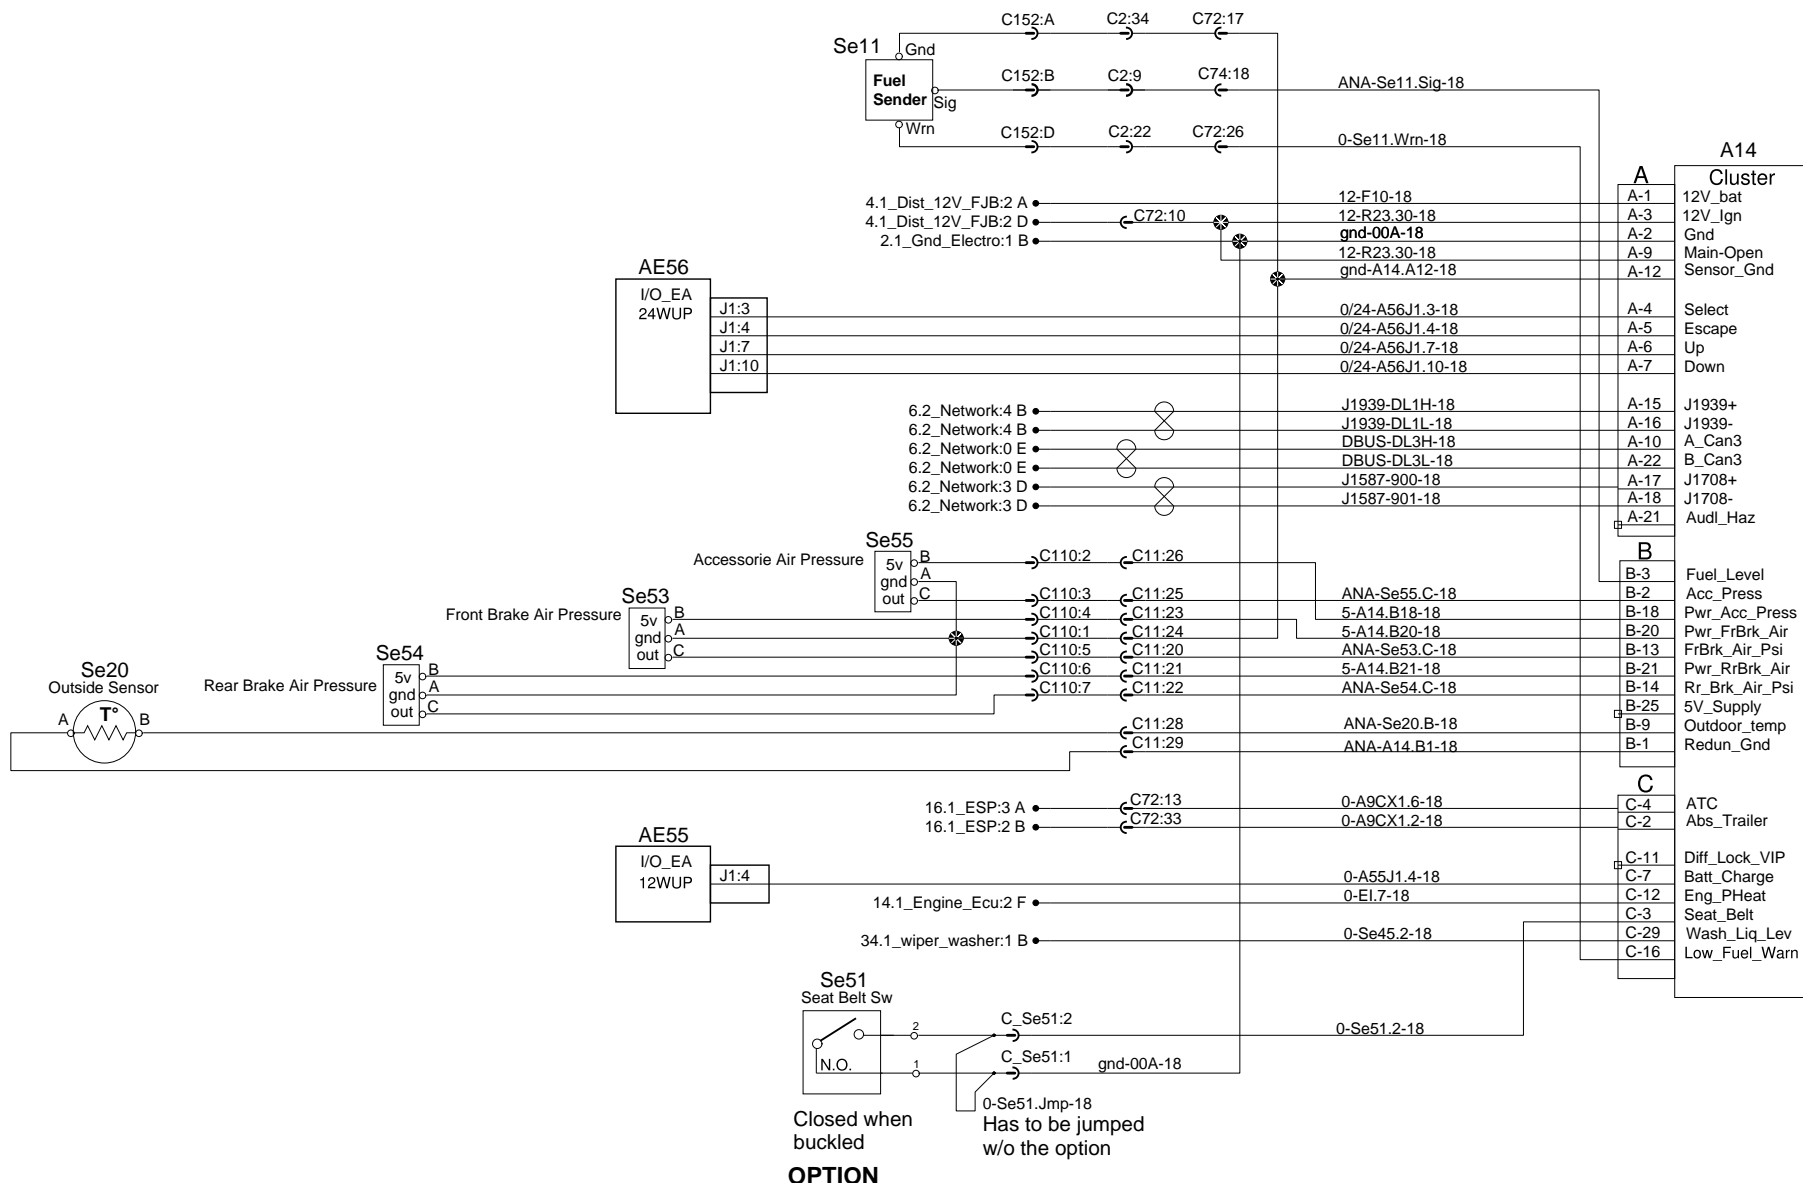 C152:A C2:34 C72:17
Se11 Gnd
Fuel
Sender
Sig
Wrn
C152:B C2:9 C74:18 ANA-Se11.Sig-18
C152:D C2:22 C72:26 0-Se11.Wrn-18
A14
Cluster
A
4.1_Dist_12V_FJB:2 A 12-F10-18 A-1 12V_bat
4.1_Dist_12V_FJB:2 D C72:10 12-R23.30-18 A-3 12V_Ign
2.1_Gnd_Electro:1 B gnd-00A-18 A-2 Gnd
12-R23.30-18 A-9 Main-Open
gnd-A14.A12-18 A-12 Sensor_Gnd
AE56
I/O_EA
24WUP
J1:3 0/24-A56J1.3-18 A-4 Select
J1:4 0/24-A56J1.4-18 A-5 Escape
J1:7 0/24-A56J1.7-18 A-6 Up
J1:10 0/24-A56J1.10-18 A-7 Down
6.2_Network:4 B J1939-DL1H-18 A-15 J1939+
6.2_Network:4 B J1939-DL1L-18 A-16 J1939-
6.2_Network:0 E DBUS-DL3H-18 A-10 A_Can3
6.2_Network:0 E DBUS-DL3L-18 A-22 B_Can3
6.2_Network:3 D J1587-900-18 A-17 J1708+
6.2_Network:3 D J1587-901-18 A-18 J1708-
A-21 Audl_Haz
Se55
Accessorie Air Pressure
5v B
gnd A
out C
C110:2 C11:26
B
B-3 Fuel_Level
C110:3 C11:25 ANA-Se55.C-18 B-2 Acc_Press
Se53
Front Brake Air Pressure
5v B
gnd A
out C
C110:4 C11:23 5-A14.B18-18 B-18 Pwr_Acc_Press
C110:1 C11:24 5-A14.B20-18 B-20 Pwr_FrBrk_Air
C110:5 C11:20 ANA-Se53.C-18 B-13 FrBrk_Air_Psi
Se54
Rear Brake Air Pressure
5v B
gnd A
out C
C110:6 C11:21 5-A14.B21-18 B-21 Pwr_RrBrk_Air
C110:7 C11:22 ANA-Se54.C-18 B-14 Rr_Brk_Air_Psi
B-25 5V_Supply
Se20
Outside Sensor
A T° B
C11:28 ANA-Se20.B-18 B-9 Outdoor_temp
C11:29 ANA-A14.B1-18 B-1 Redun_Gnd
C
16.1_ESP:3 A C72:13 0-A9CX1.6-18 C-4 ATC
16.1_ESP:2 B C72:33 0-A9CX1.2-18 C-2 Abs_Trailer
AE55
I/O_EA
12WUP
C-11 Diff_Lock_VIP
J1:4 0-A55J1.4-18 C-7 Batt_Charge
14.1_Engine_Ecu:2 F 0-EI.7-18 C-12 Eng_PHeat
C-3 Seat_Belt
34.1_wiper_washer:1 B 0-Se45.2-18 C-29 Wash_Liq_Lev
C-16 Low_Fuel_Warn
Se51
Seat Belt Sw
2 C_Se51:2 0-Se51.2-18
N.O. 1 C_Se51:1 gnd-00A-18
0-Se51.Jmp-18
Closed when
buckled
Has to be jumped
w/o the option
OPTION